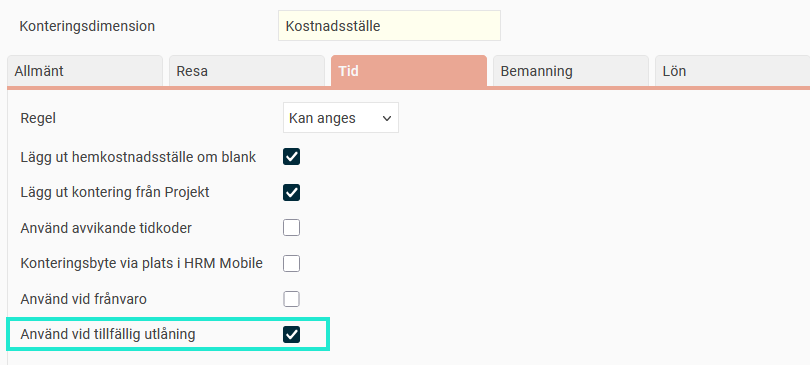 Konteringsdimension Kostnadsställe
Allmänt Resa Tid Bemanning Lön
Regel Kan anges
Lägg ut hemkostnadsställe om blank
Lägg ut kontering från Projekt
Använd avvikande tidkoder
Konteringsbyte via plats i HRM Mobile
Använd vid frånvaro
Använd vid tillfällig utlåning